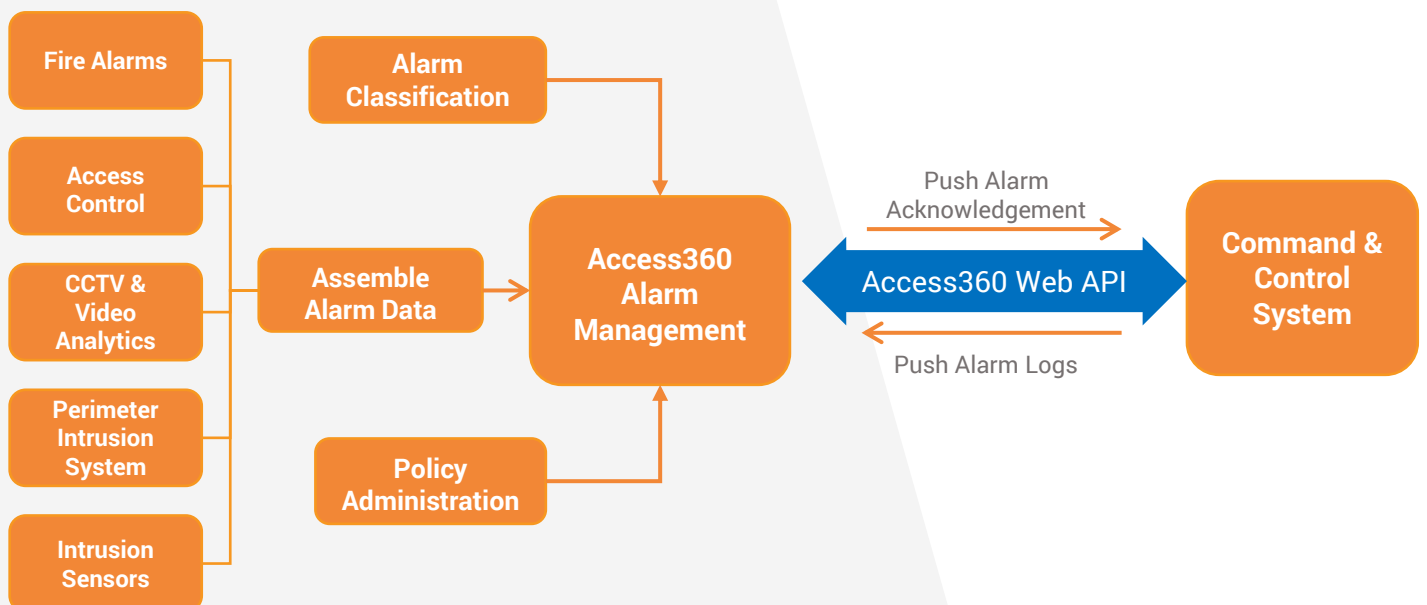 Fire Alarms
Access
Control
CCTV &
Video
Analytics
Perimeter
Intrusion
System
Intrusion
Sensors
Alarm
Classification
Assemble
Alarm Data
Policy
Administration
Access360
Alarm
Management
Push Alarm
Acknowledgement
Access360 Web API
Push Alarm Logs
Command &
Control
System